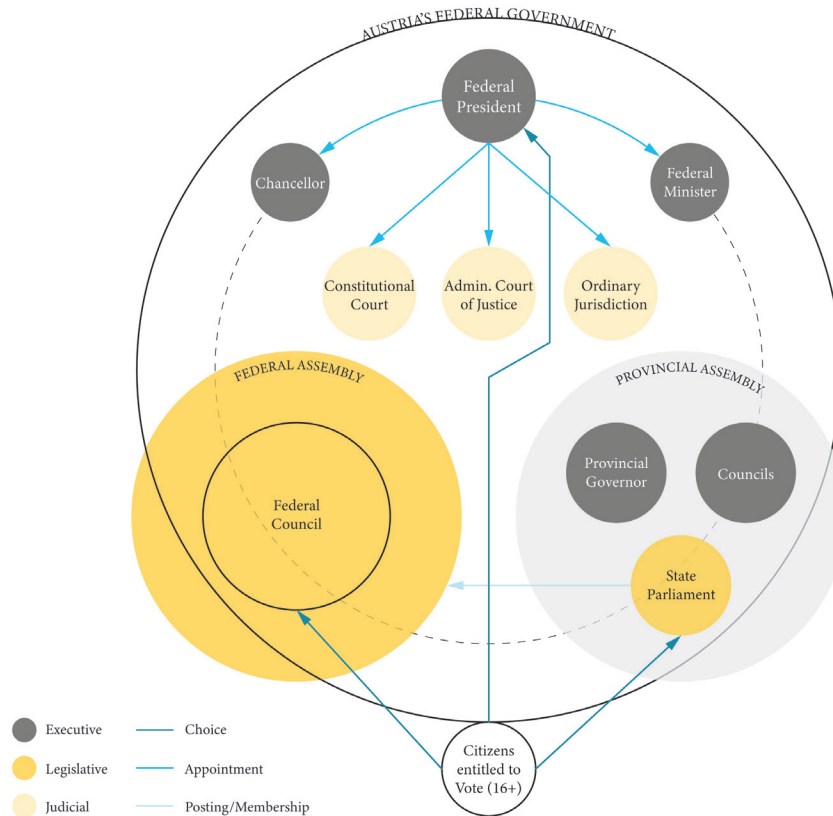 AUSTRIA'S FEDERAL GOVERNMENT
Federal
President
Chancellor
Federal
Minister
Constitutional
Court
Admin. Court
of Justice
Ordinary
Jurisdiction
FEDERAL ASSEMBLY
PROVINCIAL ASSEMBLY
Federal
Council
Provincial
Governor
Councils
State
Parliament
Citizens
entitled to
Vote (16+)
Executive
Choice
Legislative
Appointment
Judicial
Posting/Membership